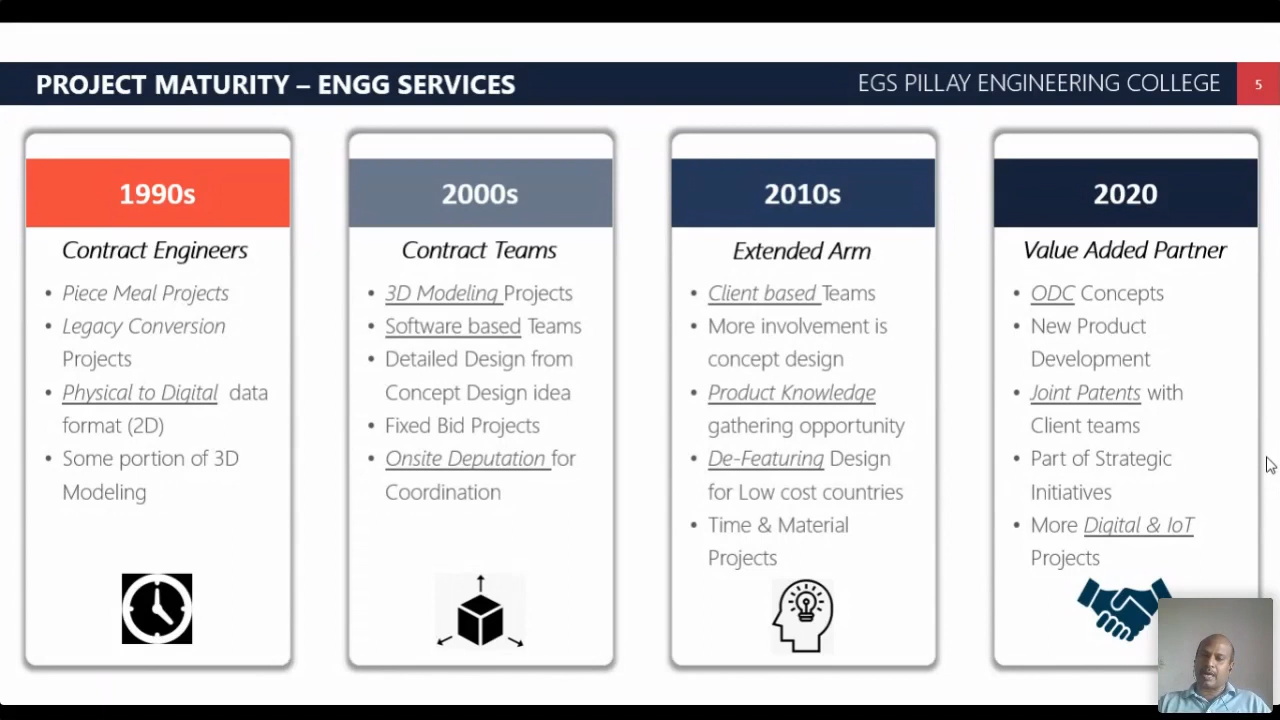 PROJECT MATURITY – ENGG SERVICES
EGS PILLAY ENGINEERING COLLEGE
5
1990s
Contract Engineers
• Piece Meal Projects
• Legacy Conversion
Projects
• Physical to Digital data
format (2D)
• Some portion of 3D
Modeling
2000s
Contract Teams
• 3D Modeling Projects
• Software based Teams
• Detailed Design from
Concept Design idea
• Fixed Bid Projects
• Onsite Deputation for
Coordination
2010s
Extended Arm
• Client based Teams
• More involvement is
concept design
• Product Knowledge
gathering opportunity
• De-Featuring Design
for Low cost countries
• Time & Material
Projects
2020
Value Added Partner
• ODC Concepts
• New Product
Development
• Joint Patents with
Client teams
• Part of Strategic
Initiatives
• More Digital & IoT
Projects